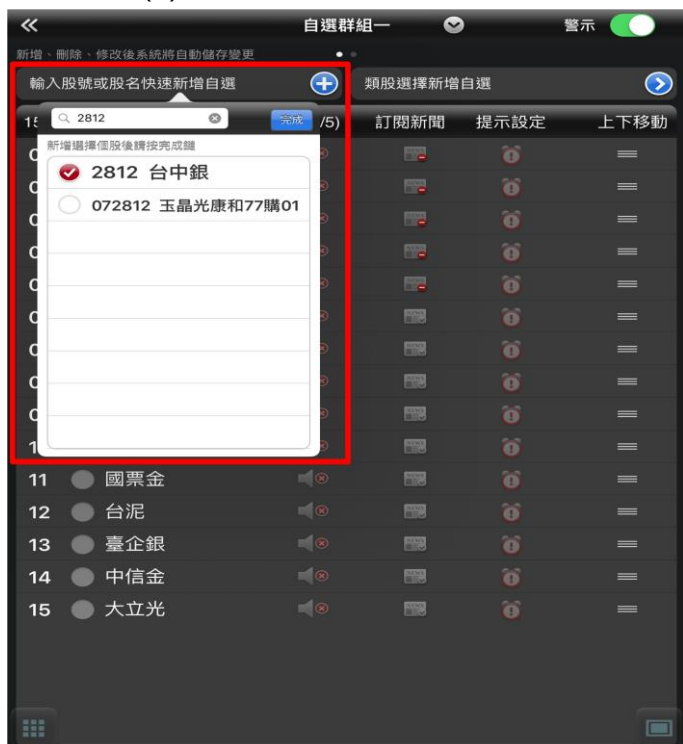 自選群組一
警示
新增、刪除、修改後系統將自動儲存變更
輸入股號或股名快速新增自選
類股選擇新增自選
2812
完成
/5)
訂閱新聞
提示設定
上下移動
新增選擇個股後請按完成鍵
2812 台中銀
072812 玉晶光康和77購01
11 國票金
12 台泥
13 臺企銀
14 中信金
15 大立光